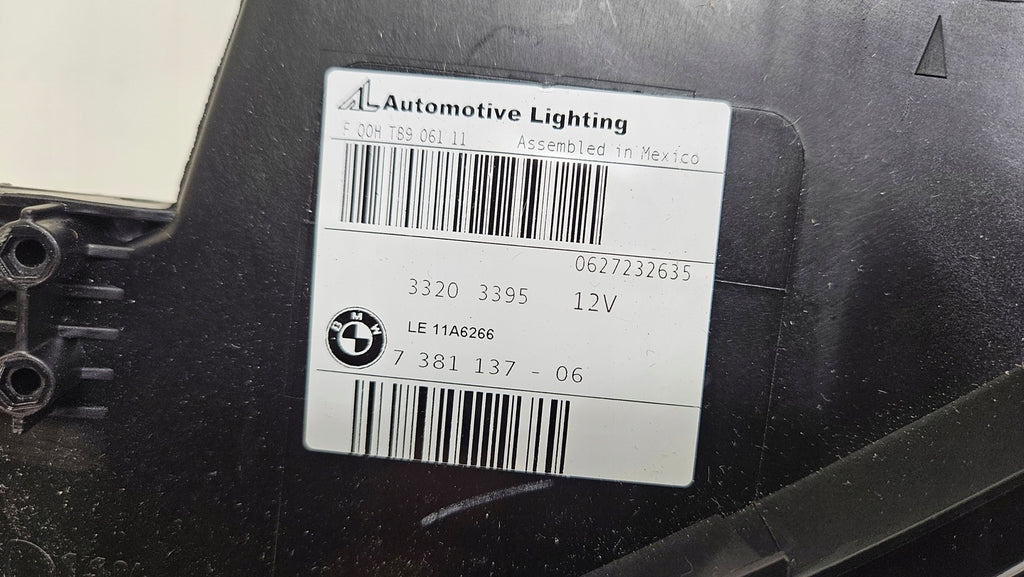 AL Automotive Lighting
F 00H T89 061 11 Assembled in Mexico
0627232635
3320 3395 12V
BMW
LE 11A6266
7 381 137 - 06